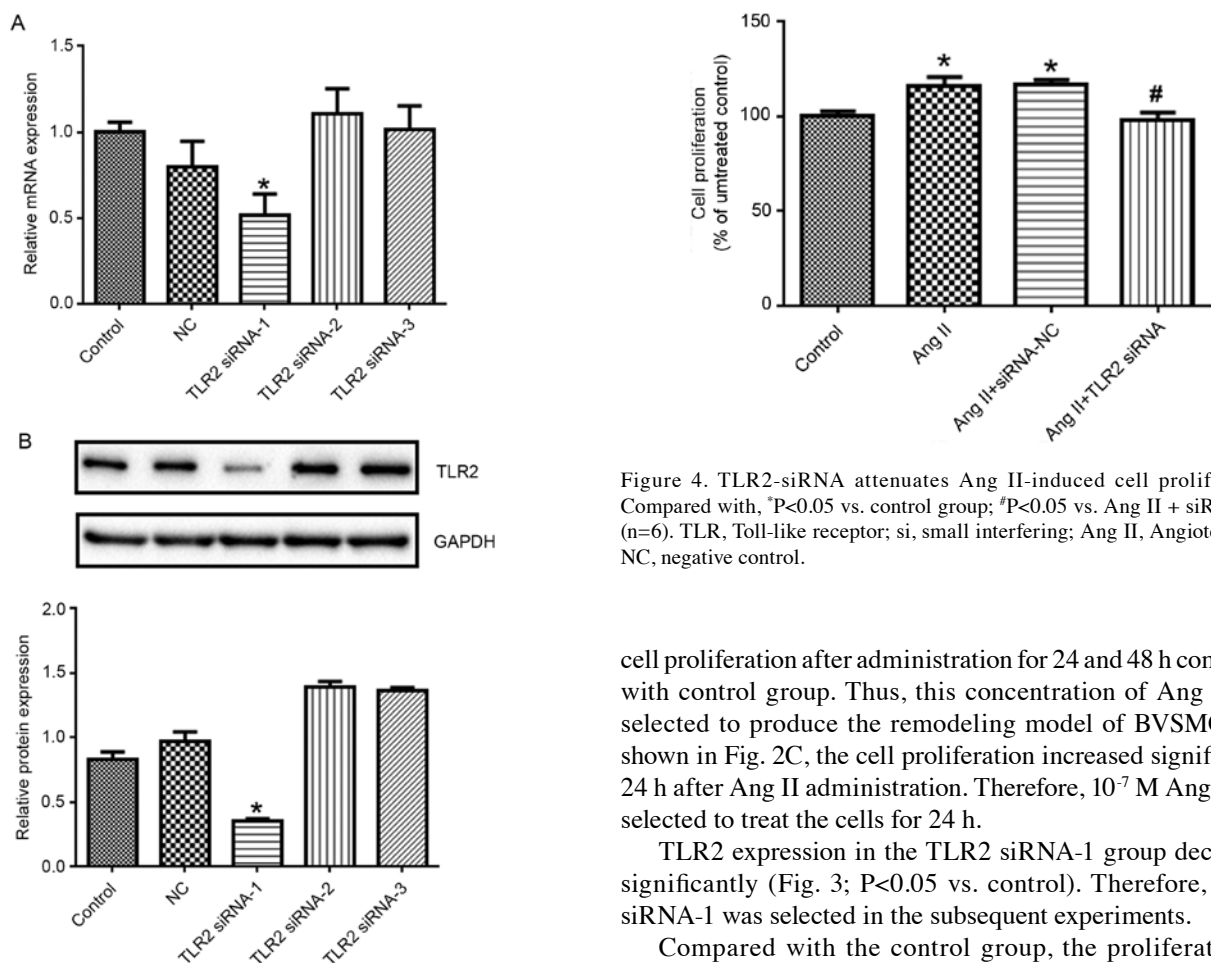 A
1.5
1.0
0.5
0.0
Relative mRNA expression
*
Control
NC
TLR2 siRNA-1
TLR2 siRNA-2
TLR2 siRNA-3
B
TLR2
GAPDH
2.0
1.5
1.0
0.5
0.0
Relative protein expression
*
Control
NC
TLR2 siRNA-1
TLR2 siRNA-2
TLR2 siRNA-3
150
100
50
0
Cell proliferation
(% of umtreated control)
*
*
#
Control
Ang II
Ang II+siRNA-NC
Ang II+TLR2 siRNA
Figure 4. TLR2-siRNA attenuates Ang II-induced cell prolif
Compared with, *P<0.05 vs. control group; #P<0.05 vs. Ang II + siR
(n=6). TLR, Toll-like receptor; si, small interfering; Ang II, Angiote
NC, negative control.
cell proliferation after administration for 24 and 48 h con
with control group. Thus, this concentration of Ang
selected to produce the remodeling model of BVSMC
shown in Fig. 2C, the cell proliferation increased signif
24 h after Ang II administration. Therefore, 10-7 M Ang
selected to treat the cells for 24 h.
TLR2 expression in the TLR2 siRNA-1 group dec
significantly (Fig. 3; P<0.05 vs. control). Therefore,
siRNA-1 was selected in the subsequent experiments.
Compared with the control group, the proliferat